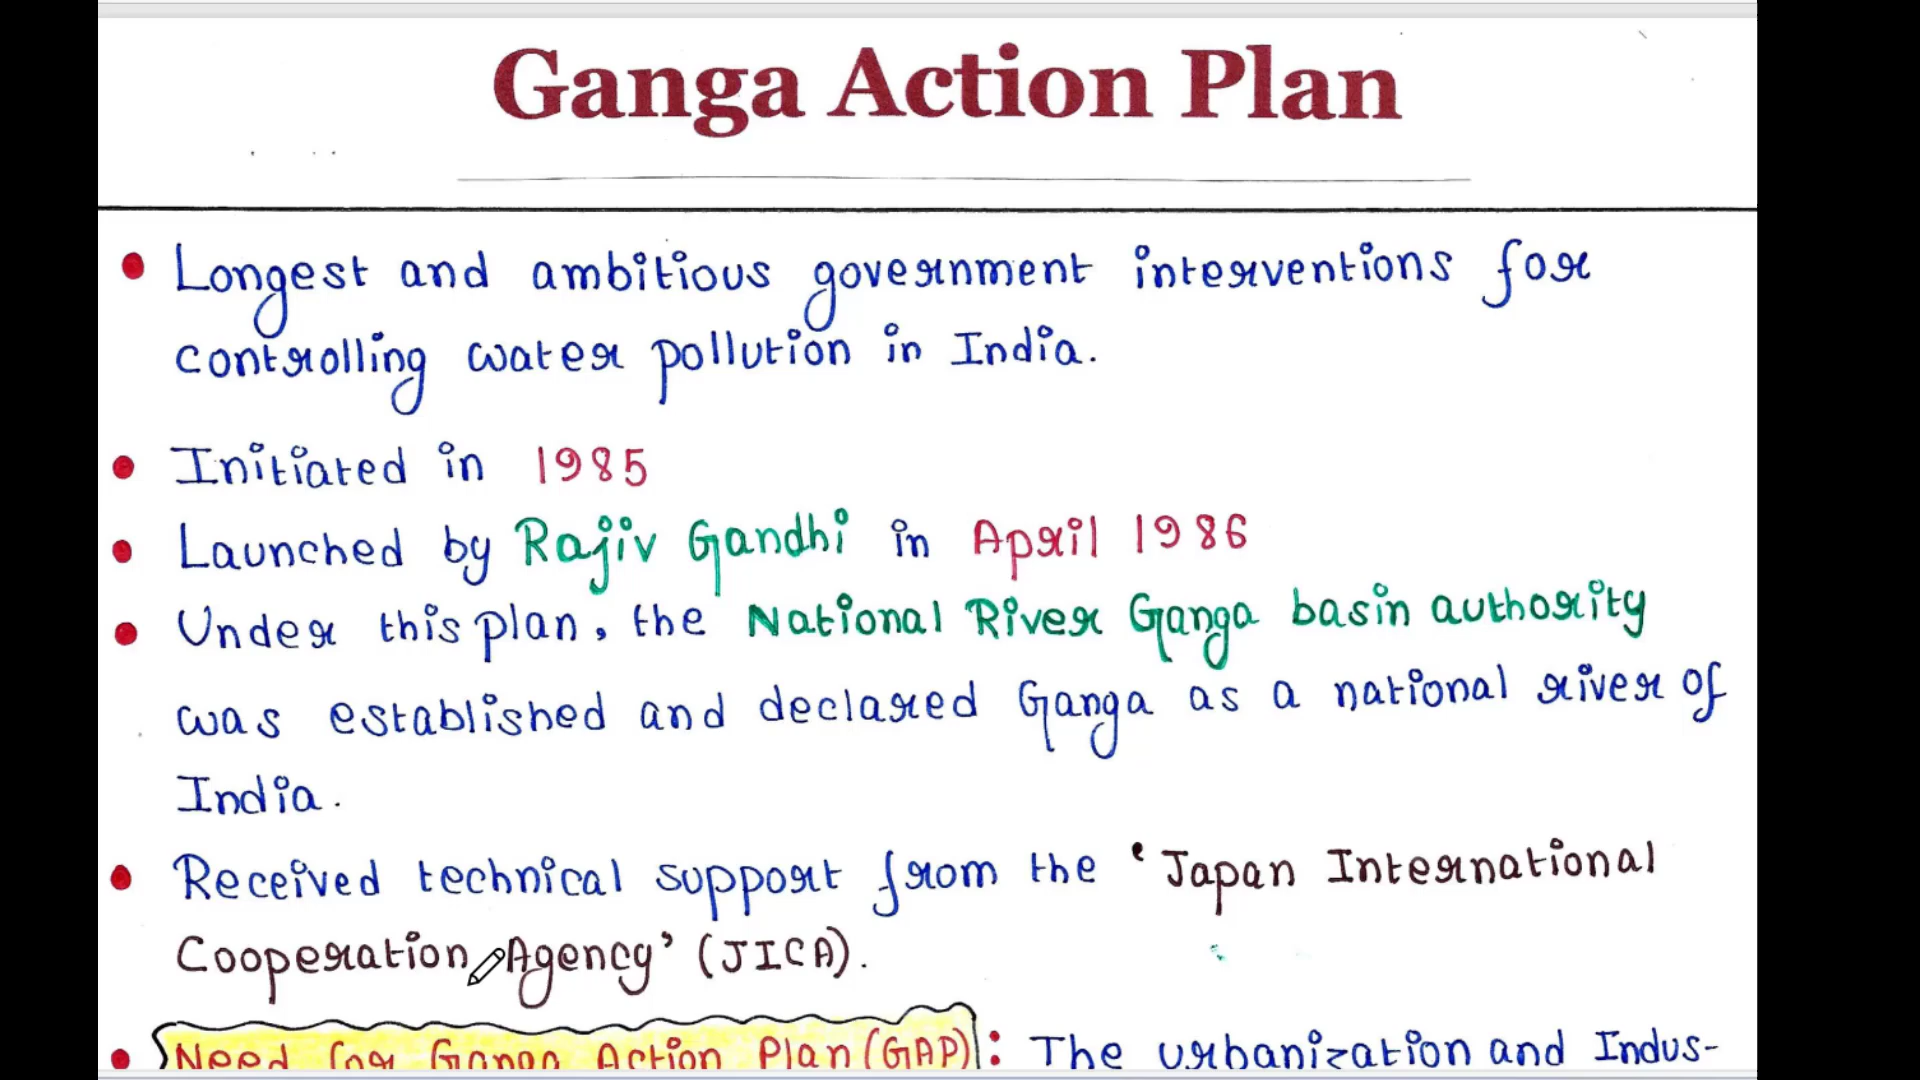 Ganga Action Plan
• Longest and ambitious government interventions for
controlling water pollution in India.
• Initiated in 1985
• Launched by Rajiv Gandhi in April 1986
• Under this plan, the National River Ganga basin authority
was established and declared Ganga as a national river of
India.
• Received technical support from the 'Japan International
Cooperation Agency' (JICA).
• Need for Ganga Action Plan (GAP) : The urbanization and Indus-